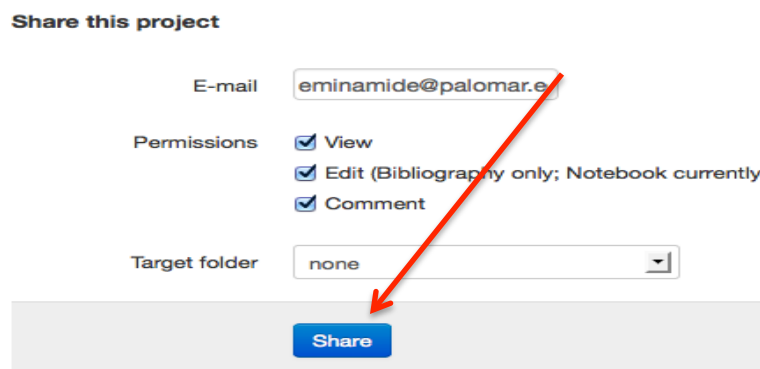 Share this project
E-mail eminamide@palomar.e
Permissions View
Edit (Bibliography only; Notebook currently
Comment
Target folder none
Share